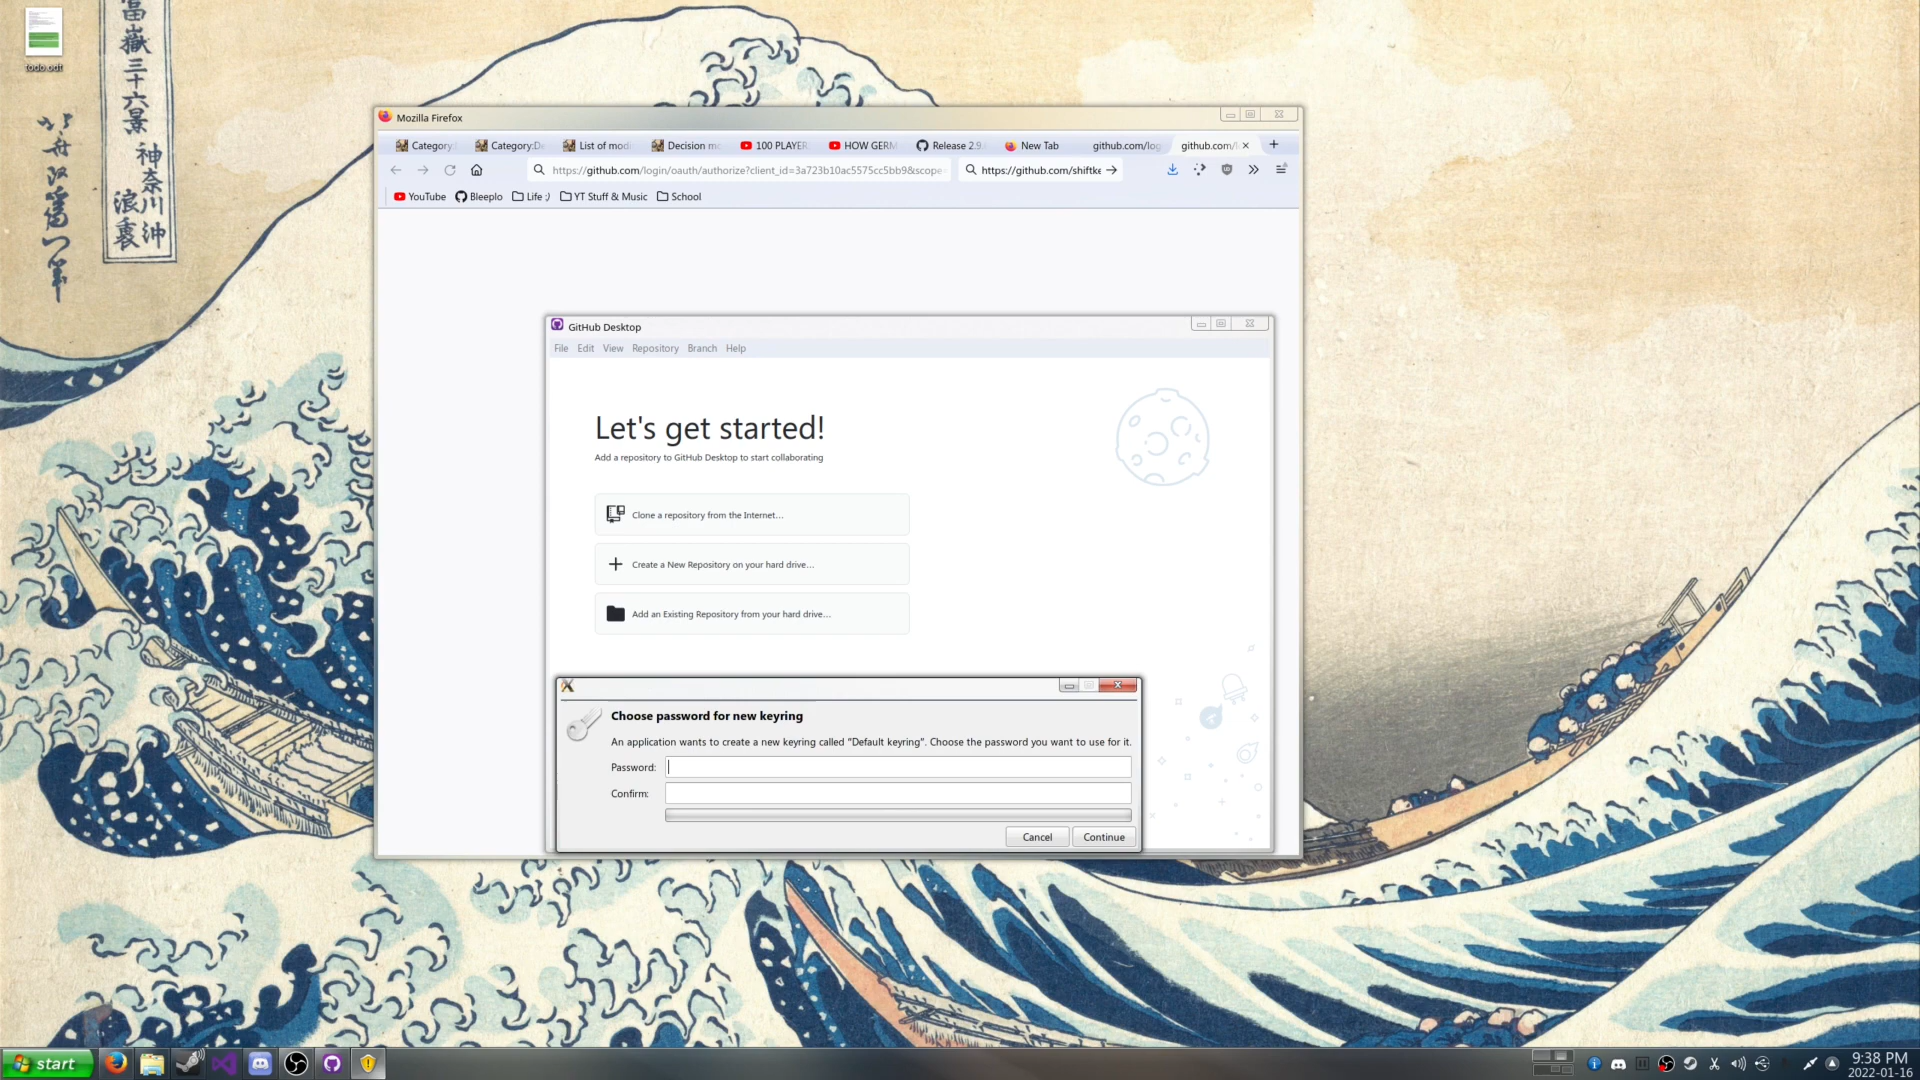 todo.odt
富嶽三十六景
神奈川沖
浪裏
Mozilla Firefox
Category:
Category:De
List of modi
Decision mo
100 PLAYER
HOW GERM
Release 2.9.
New Tab
github.com/log
github.com/l
https://github.com/login/oauth/authorize?client_id=3a723b10ac5575cc5bb9&scope=
https://github.com/shiftke
YouTube
Bleeplo
Life :)
YT Stuff & Music
School
GitHub Desktop
File Edit View Repository Branch Help
Let's get started!
Add a repository to GitHub Desktop to start collaborating
Clone a repository from the Internet...
Create a New Repository on your hard drive...
Add an Existing Repository from your hard drive...
Choose password for new keyring
An application wants to create a new keyring called “Default keyring”. Choose the password you want to use for it.
Password:
Confirm:
Cancel Continue
start
9:38 PM
2022-01-16